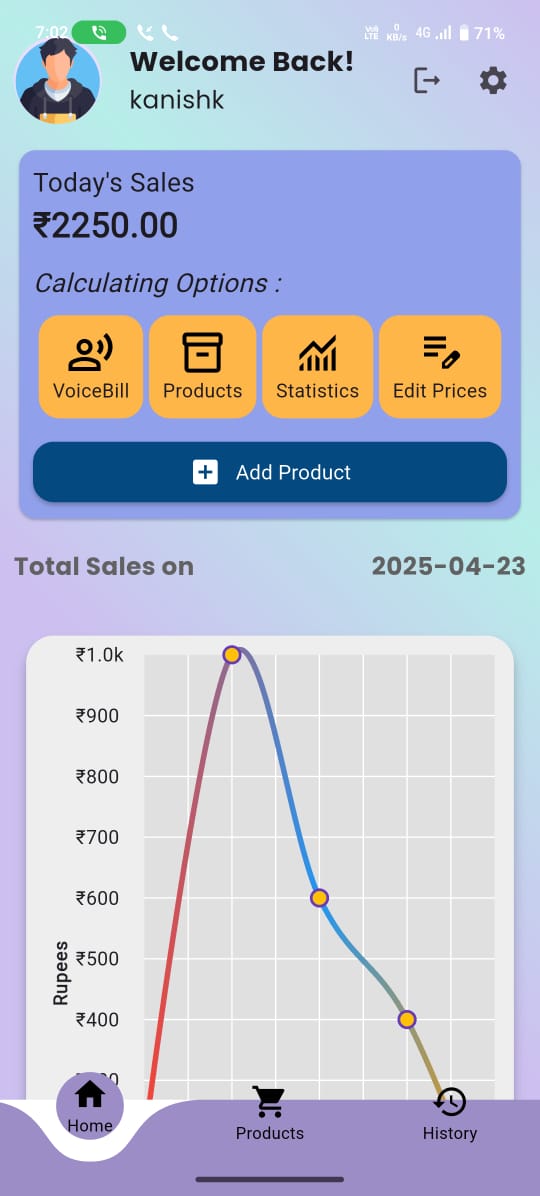 7:02
Vo)) LTE
0 KB/s
4G
71%
Welcome Back!
kanishk
Today's Sales
₹2250.00
Calculating Options :
VoiceBill Products Statistics Edit Prices
Add Product
Total Sales on 2025-04-23
₹1.0k
₹900
₹800
₹700
₹600
₹500
₹400
Rupees
Home Products History